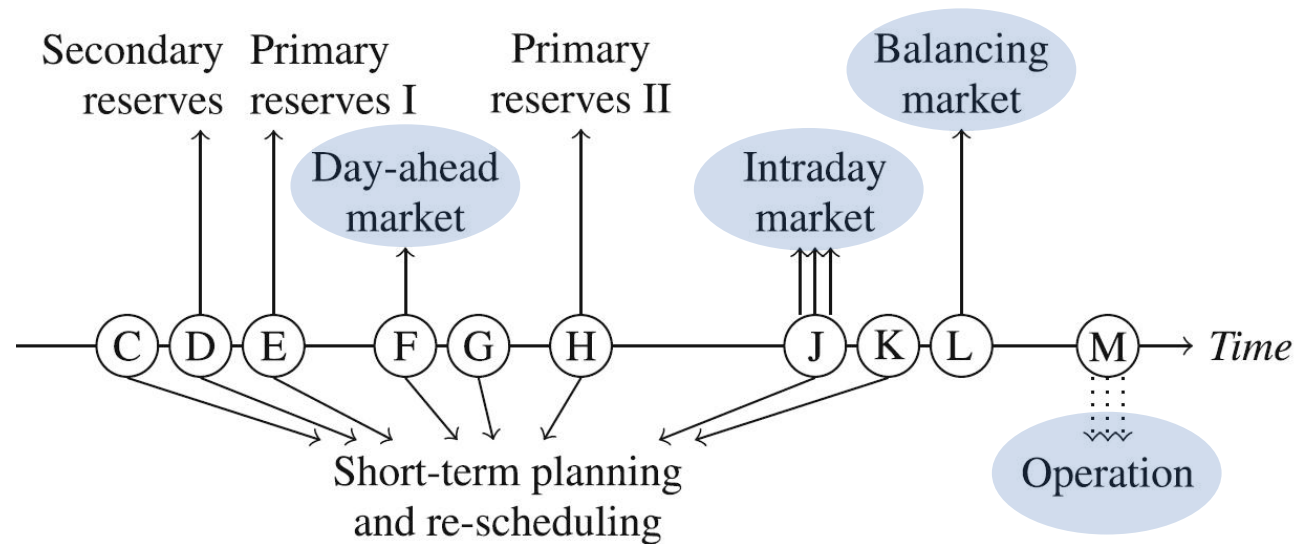 Secondary
reserves
Primary
reserves I
Day-ahead
market
Primary
reserves II
Intraday
market
Balancing
market
C D E F G H J K L M Time
Short-term planning
and re-scheduling
Operation